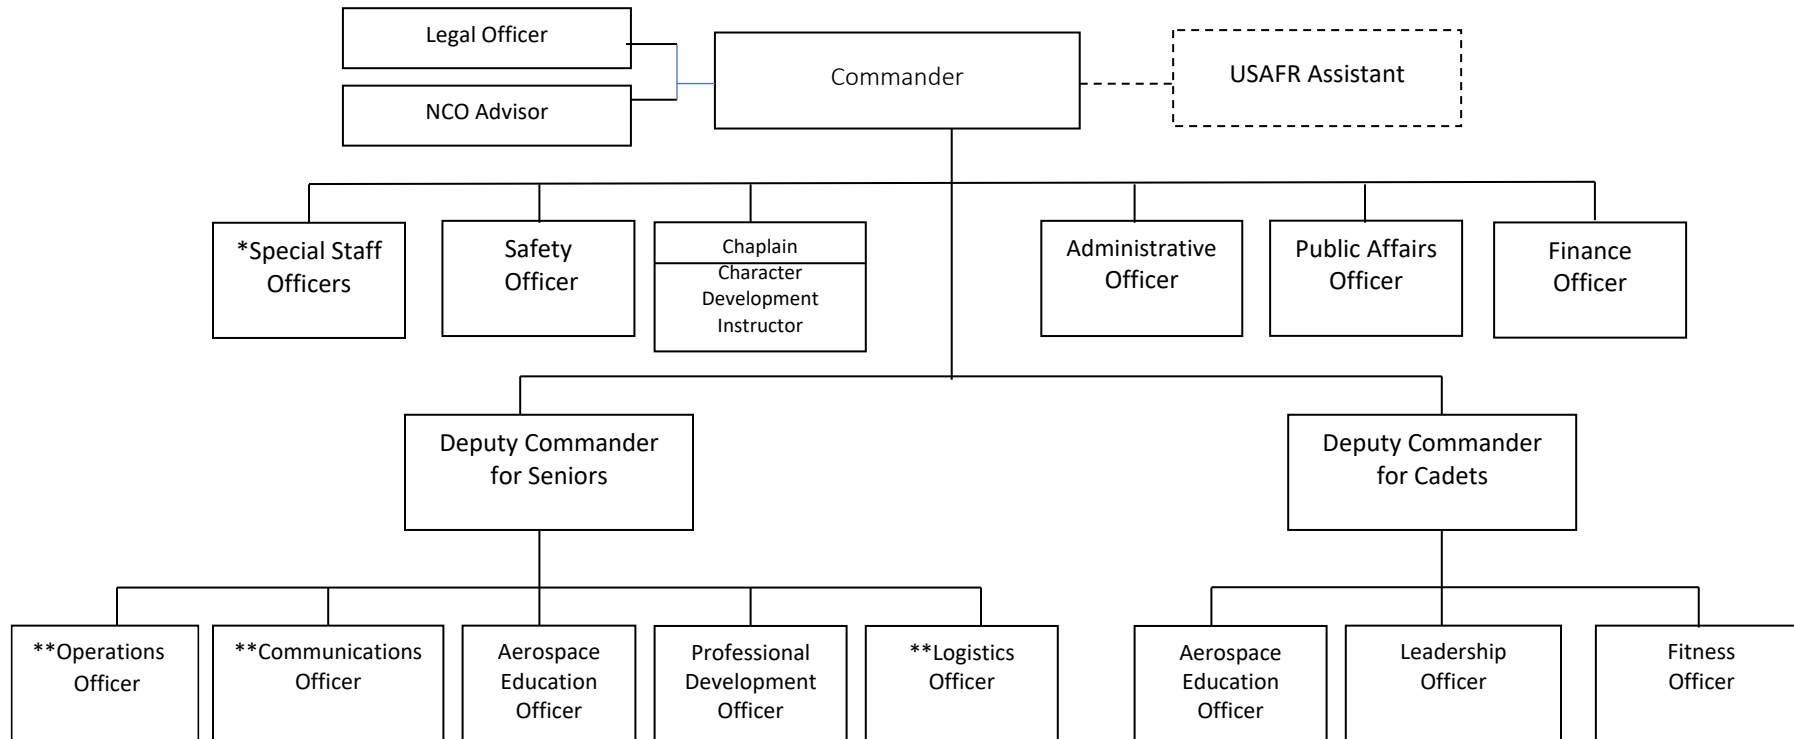 Legal Officer
NCO Advisor
Commander
USAFR Assistant
*Special Staff
Officers
Safety
Officer
Chaplain
Character
Development
Instructor
Administrative
Officer
Public Affairs
Officer
Finance
Officer
Deputy Commander
for Seniors
Deputy Commander
for Cadets
**Operations
Officer
**Communications
Officer
Aerospace
Education
Officer
Professional
Development
Officer
**Logistics
Officer
Aerospace
Education
Officer
Leadership
Officer
Fitness
Officer